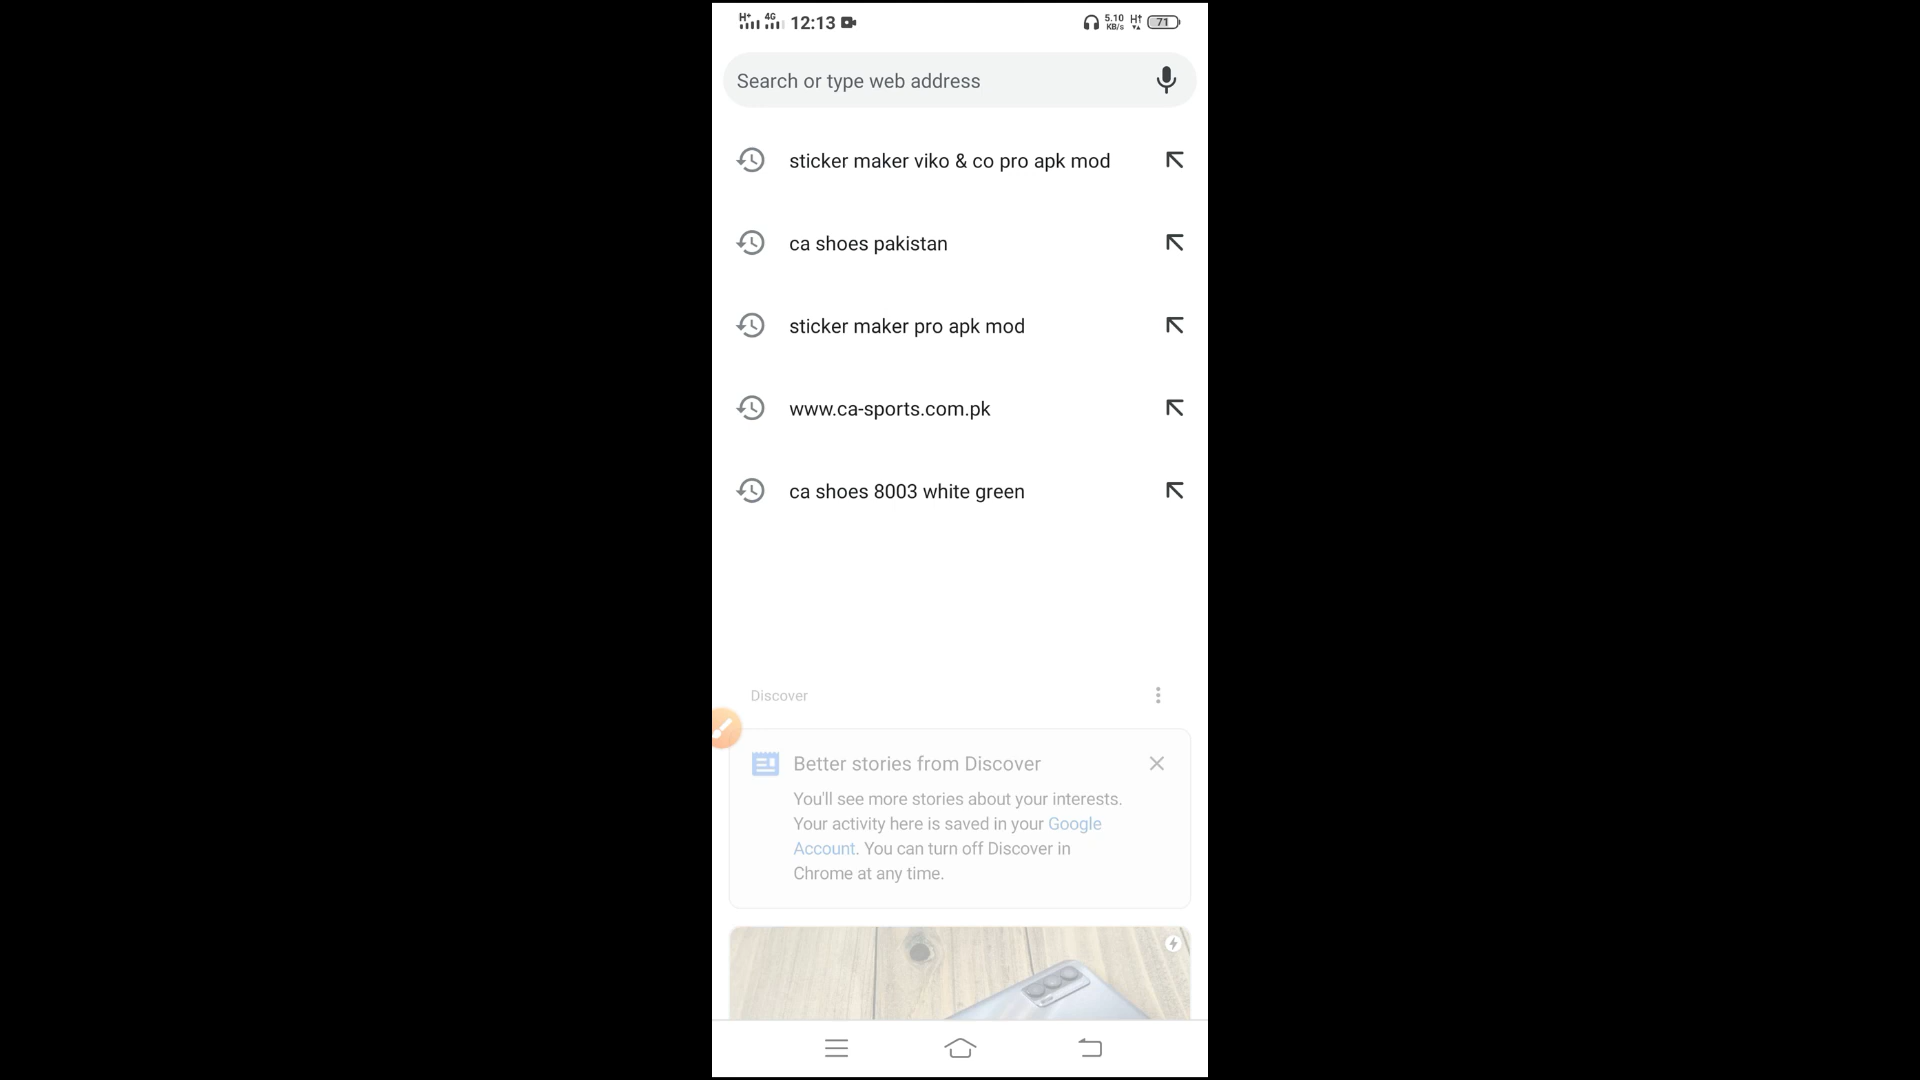 H+ 4G 12:13 5.10 KB/s H↑ 71
Search or type web address
sticker maker viko & co pro apk mod
ca shoes pakistan
sticker maker pro apk mod
www.ca-sports.com.pk
ca shoes 8003 white green
Discover
Better stories from Discover
You'll see more stories about your interests.
Your activity here is saved in your Google
Account. You can turn off Discover in
Chrome at any time.